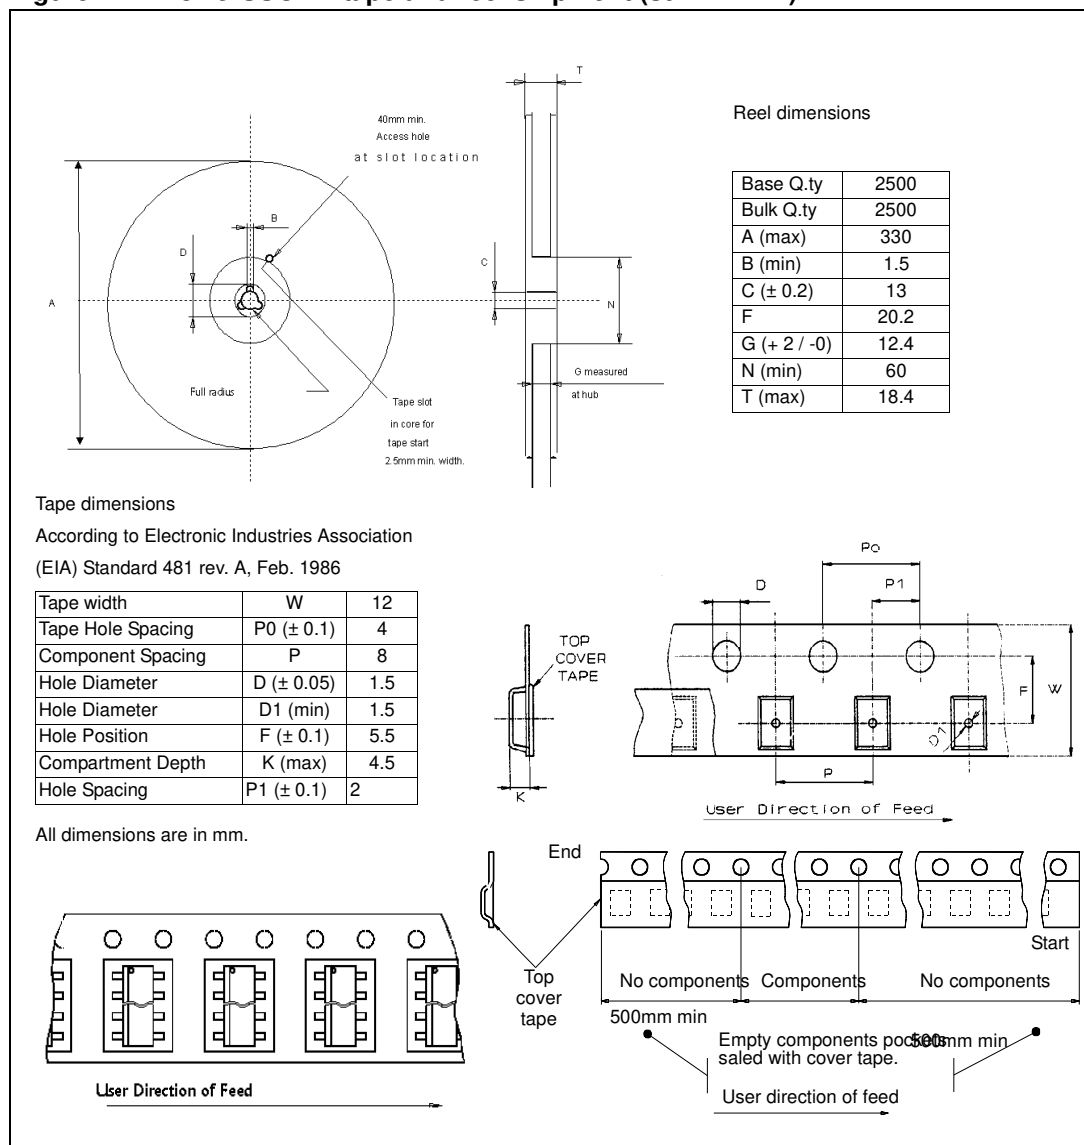 T
40mm min.
Access hole
at slot location
B
D
C
A
N
G measured
at hub
Full radius
Tape slot
in core for
tape start
2.5mm min. width.
Reel dimensions
Base Q.ty 2500
Bulk Q.ty 2500
A (max) 330
B (min) 1.5
C (± 0.2) 13
F 20.2
G (+ 2 / -0) 12.4
N (min) 60
T (max) 18.4
Tape dimensions
According to Electronic Industries Association
(EIA) Standard 481 rev. A, Feb. 1986
Tape width W 12
Tape Hole Spacing P0 (± 0.1) 4
Component Spacing P 8
Hole Diameter D (± 0.05) 1.5
Hole Diameter D1 (min) 1.5
Hole Position F (± 0.1) 5.5
Compartment Depth K (max) 4.5
Hole Spacing P1 (± 0.1) 2
All dimensions are in mm.
Po
D
P1
TOP
COVER
TAPE
F
W
D1
P
K
User Direction of Feed
End
Start
Top
cover
tape
No components
Components
No components
500mm min
500mm min
Empty components pockets
saled with cover tape.
User direction of feed
User Direction of Feed